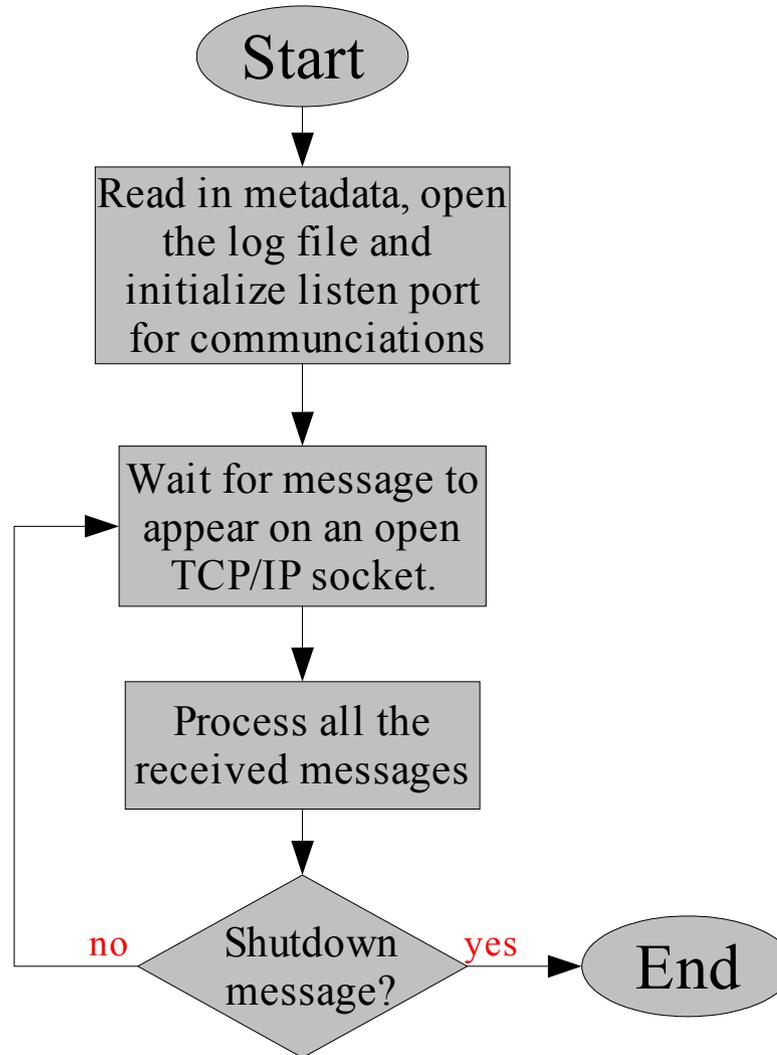 Start
Read in metadata, open
the log file and
initialize listen port
for communciations
Wait for message to
appear on an open
TCP/IP socket.
Process all the
received messages
no
Shutdown
message?
yes
End